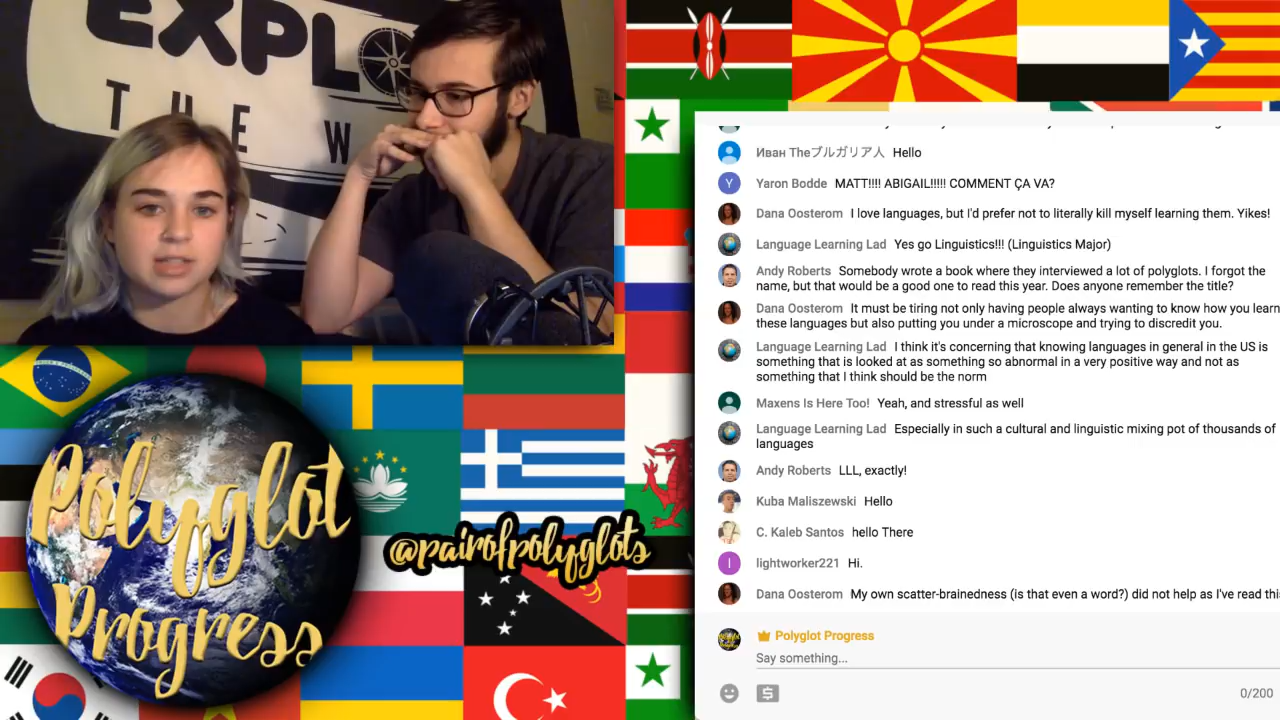 EXPLO
THE W
Иван Theブルガリア人 Hello
Yaron Bodde MATT!!!! ABIGAIL!!!!! COMMENT ÇA VA?
Dana Oosterom I love languages, but I'd prefer not to literally kill myself learning them. Yikes!
Language Learning Lad Yes go Linguistics!!! (Linguistics Major)
Andy Roberts Somebody wrote a book where they interviewed a lot of polyglots. I forgot the
name, but that would be a good one to read this year. Does anyone remember the title?
Dana Oosterom It must be tiring not only having people always wanting to know how you learn
these languages but also putting you under a microscope and trying to discredit you.
Language Learning Lad I think it's concerning that knowing languages in general in the US is
something that is looked at as something so abnormal in a very positive way and not as
something that I think should be the norm
Maxens Is Here Too! Yeah, and stressful as well
Language Learning Lad Especially in such a cultural and linguistic mixing pot of thousands of
languages
Andy Roberts LLL, exactly!
Kuba Maliszewski Hello
C. Kaleb Santos hello There
lightworker221 Hi.
Dana Oosterom My own scatter-brainedness (is that even a word?) did not help as I've read
Polyglot Progress
Say something...
0/200
Polyglot
Progress
@pairofpolyglots